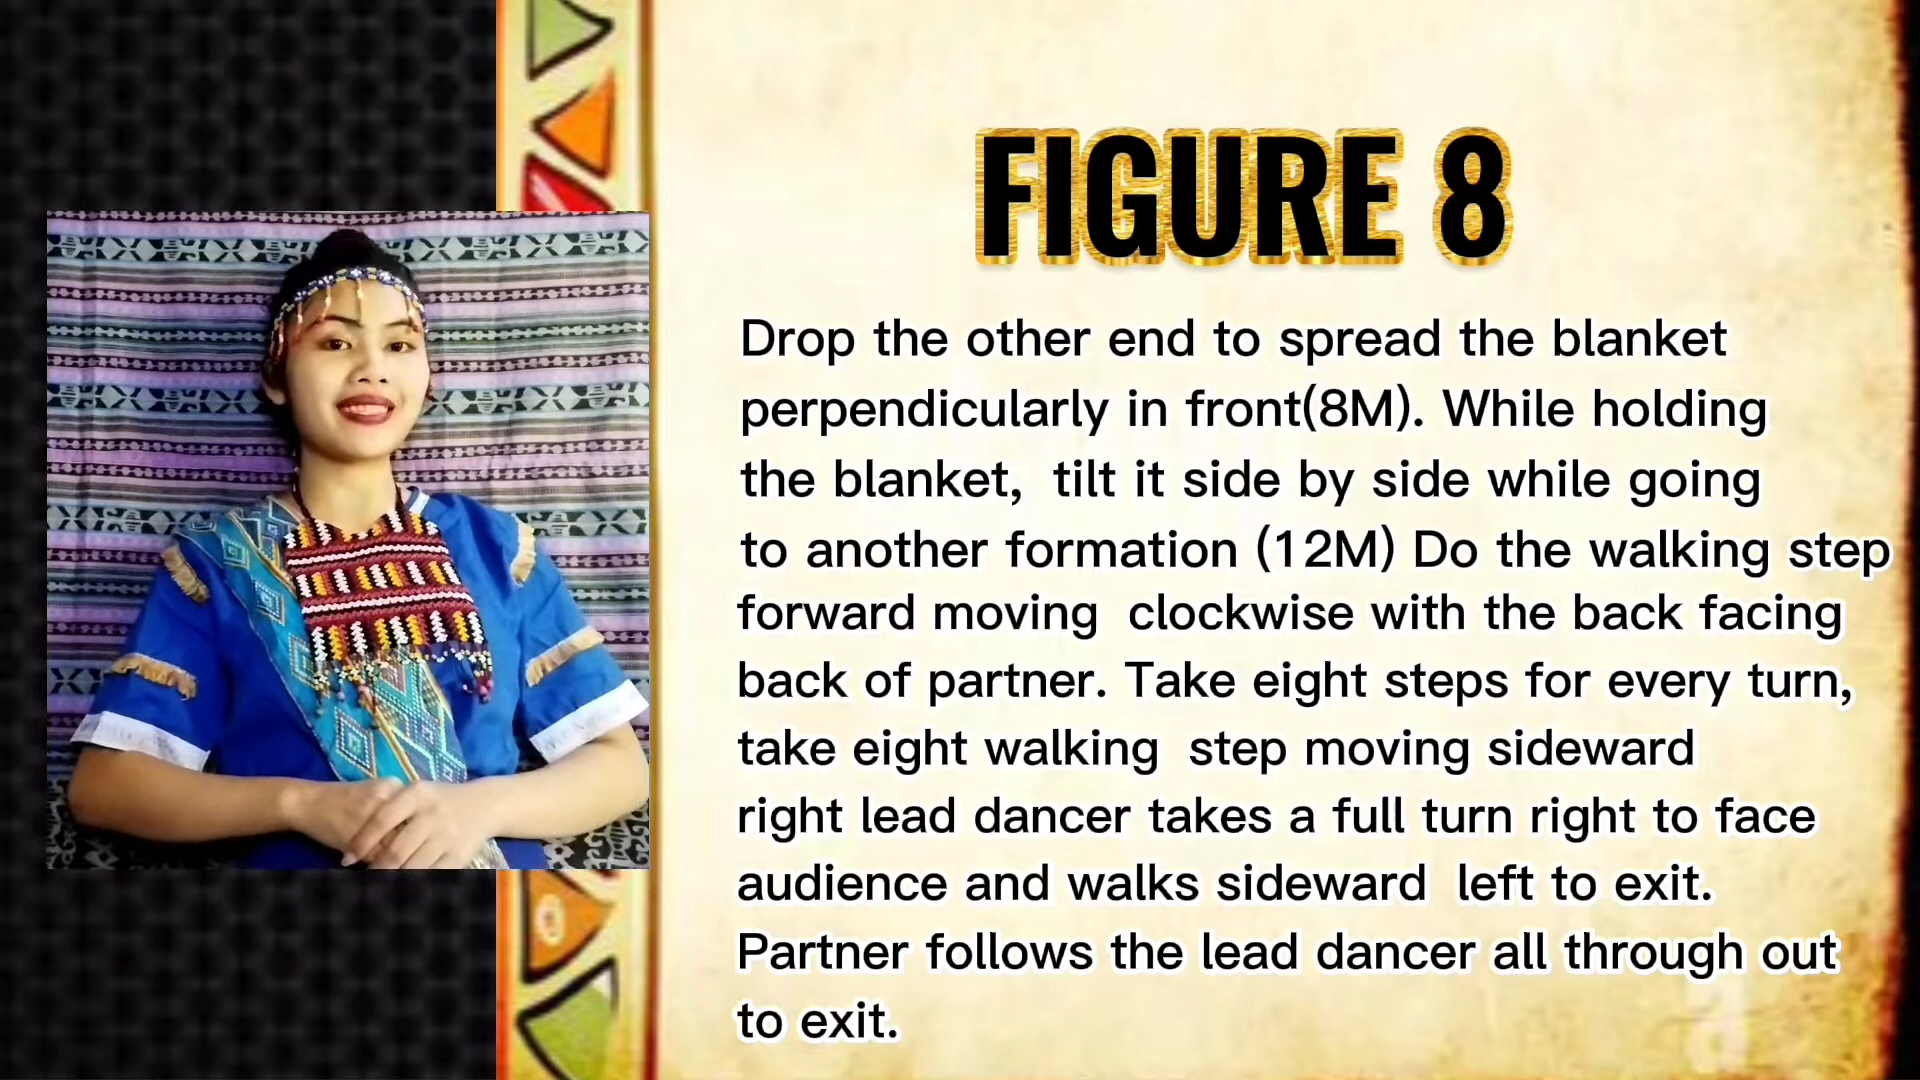 FIGURE 8
Drop the other end to spread the blanket
perpendicularly in front(8M). While holding
the blanket,  tilt it side by side while going
to another formation (12M) Do the walking step
forward moving  clockwise with the back facing
back of partner. Take eight steps for every turn,
take eight walking  step moving sideward
right lead dancer takes a full turn right to face
audience and walks sideward  left to exit.
Partner follows the lead dancer all through out
to exit.